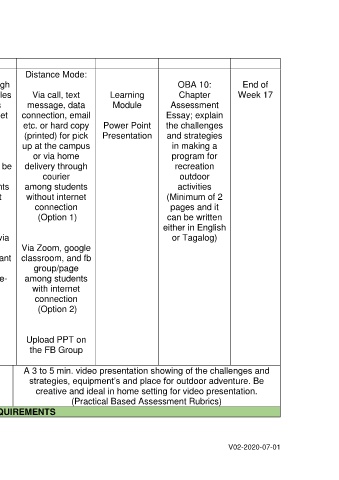 gh
les
s
et
be
nts
t
via
ant
e-
Distance Mode:
Via call, text
message, data
connection, email
etc. or hard copy
(printed) for pick
up at the campus
or via home
delivery through
courier
among students
without internet
connection
(Option 1)
Via Zoom, google
classroom, and fb
group/page
among students
with internet
connection
(Option 2)
Upload PPT on
the FB Group
Learning
Module
Power Point
Presentation
OBA 10:
Chapter
Assessment
Essay; explain
the challenges
and strategies
in making a
program for
recreation
outdoor
activities
(Minimum of 2
pages and it
can be written
either in English
or Tagalog)
End of
Week 17
A 3 to 5 min. video presentation showing of the challenges and
strategies, equipment's and place for outdoor adventure. Be
creative and ideal in home setting for video presentation.
(Practical Based Assessment Rubrics)
QUIREMENTS
V02-2020-07-01